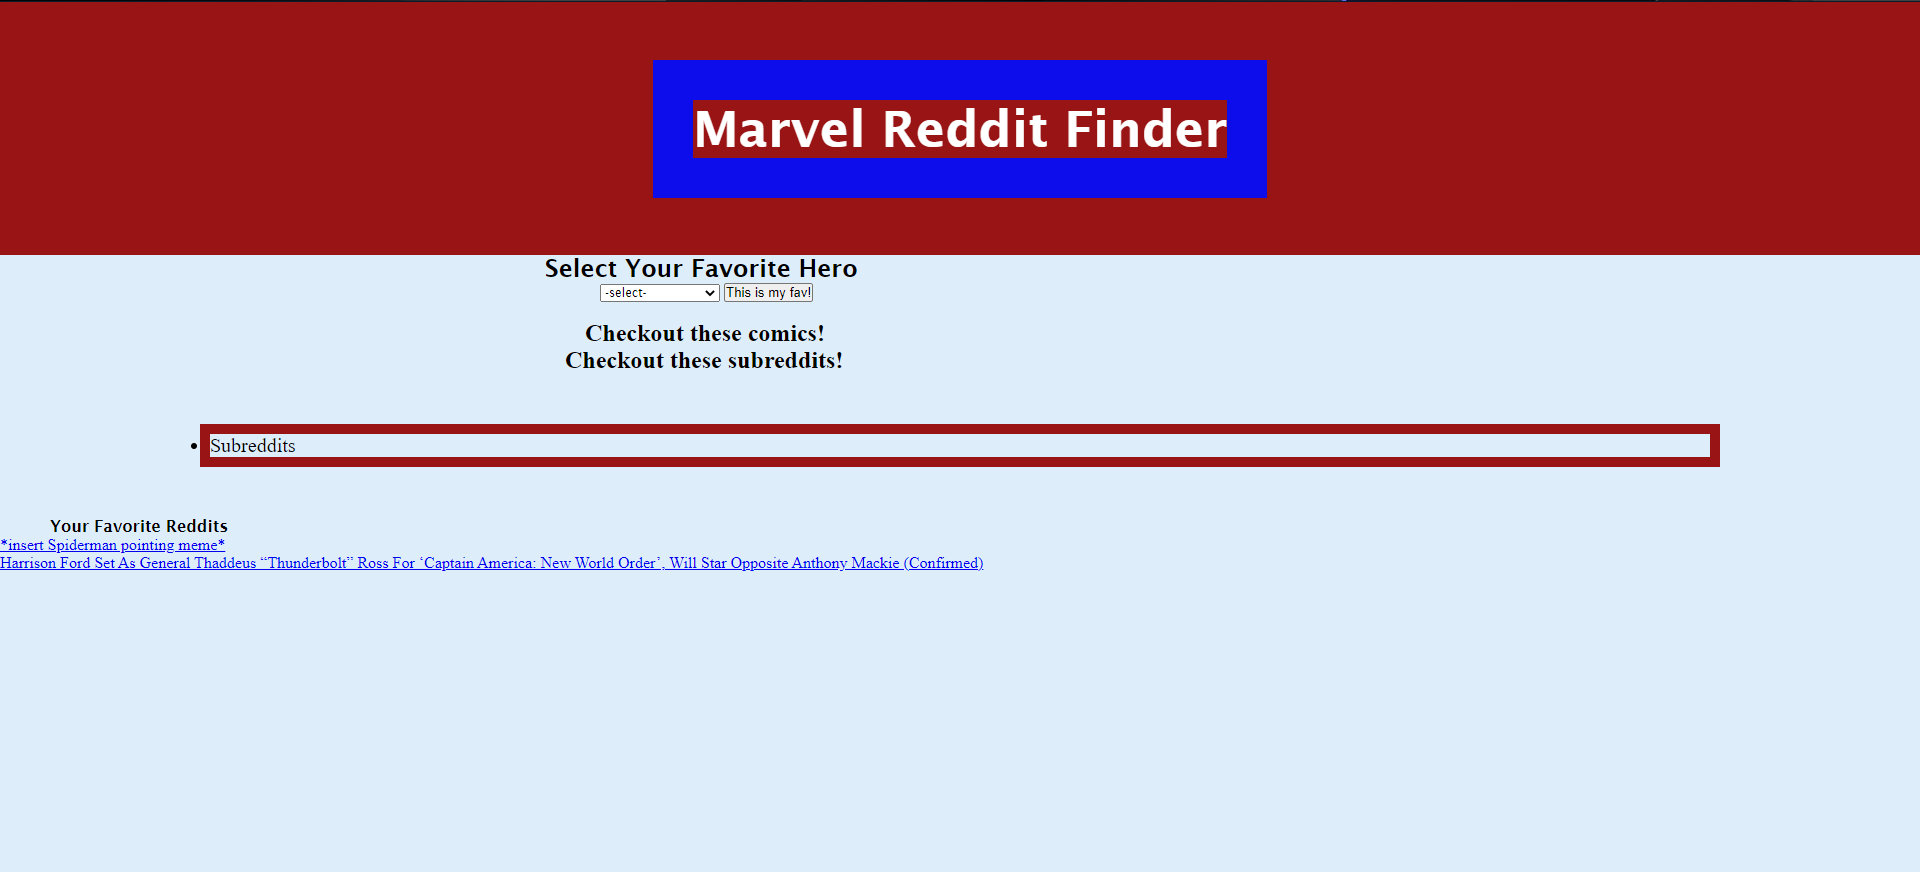 Marvel Reddit Finder
Select Your Favorite Hero
-select- This is my fav!
Checkout these comics!
Checkout these subreddits!
Subreddits
Your Favorite Reddits
*insert Spiderman pointing meme*
Harrison Ford Set As General Thaddeus “Thunderbolt” Ross For ‘Captain America: New World Order’, Will Star Opposite Anthony Mackie (Confirmed)